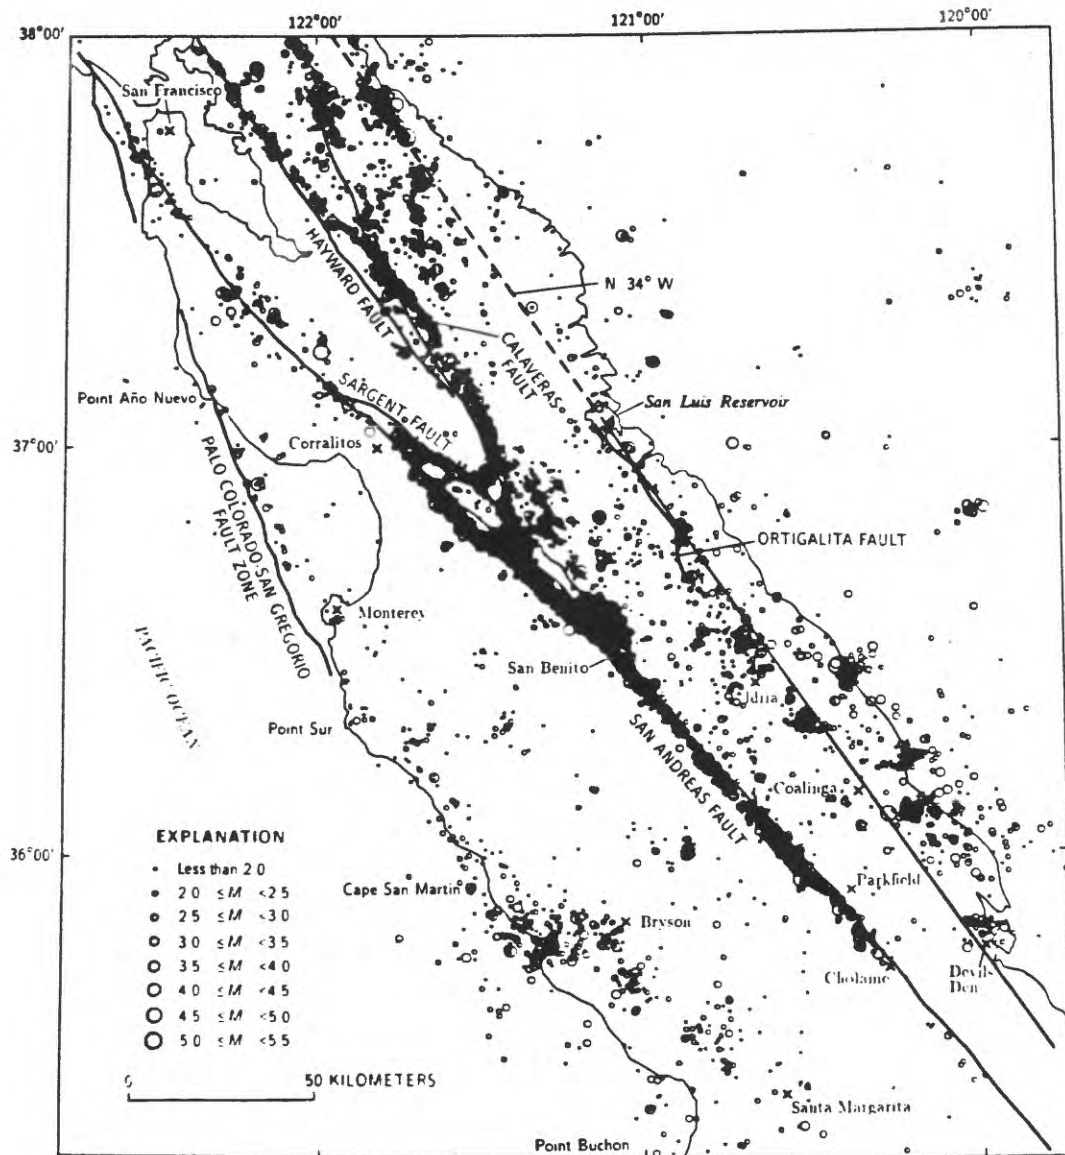 122°00'
121°00'
120°00'
38°00'
San Francisco
HAYWARD FAULT
N 34° W
CALAVERAS
FAULT
San Luis Reservoir
SARGENT FAULT
Point Año Nuevo
37°00'
Corralitos
PALO COLORADO-SAN GREGORIO
FAULT ZONE
ORTIGALITA FAULT
Monterey
PACIFIC OCEAN
San Benito
Idria
Point Sur
SAN ANDREAS FAULT
Coalinga
EXPLANATION
36°00'
Less than 2.0
2.0 ≤M <2.5
2.5 ≤M <3.0
3.0 ≤M <3.5
3.5 ≤M <4.0
4.0 ≤M <4.5
4.5 ≤M <5.0
5.0 ≤M <5.5
Cape San Martin
Parkfield
Bryson
Cholame
Devils
Den
0 50 KILOMETERS
Santa Margarita
Point Buchon